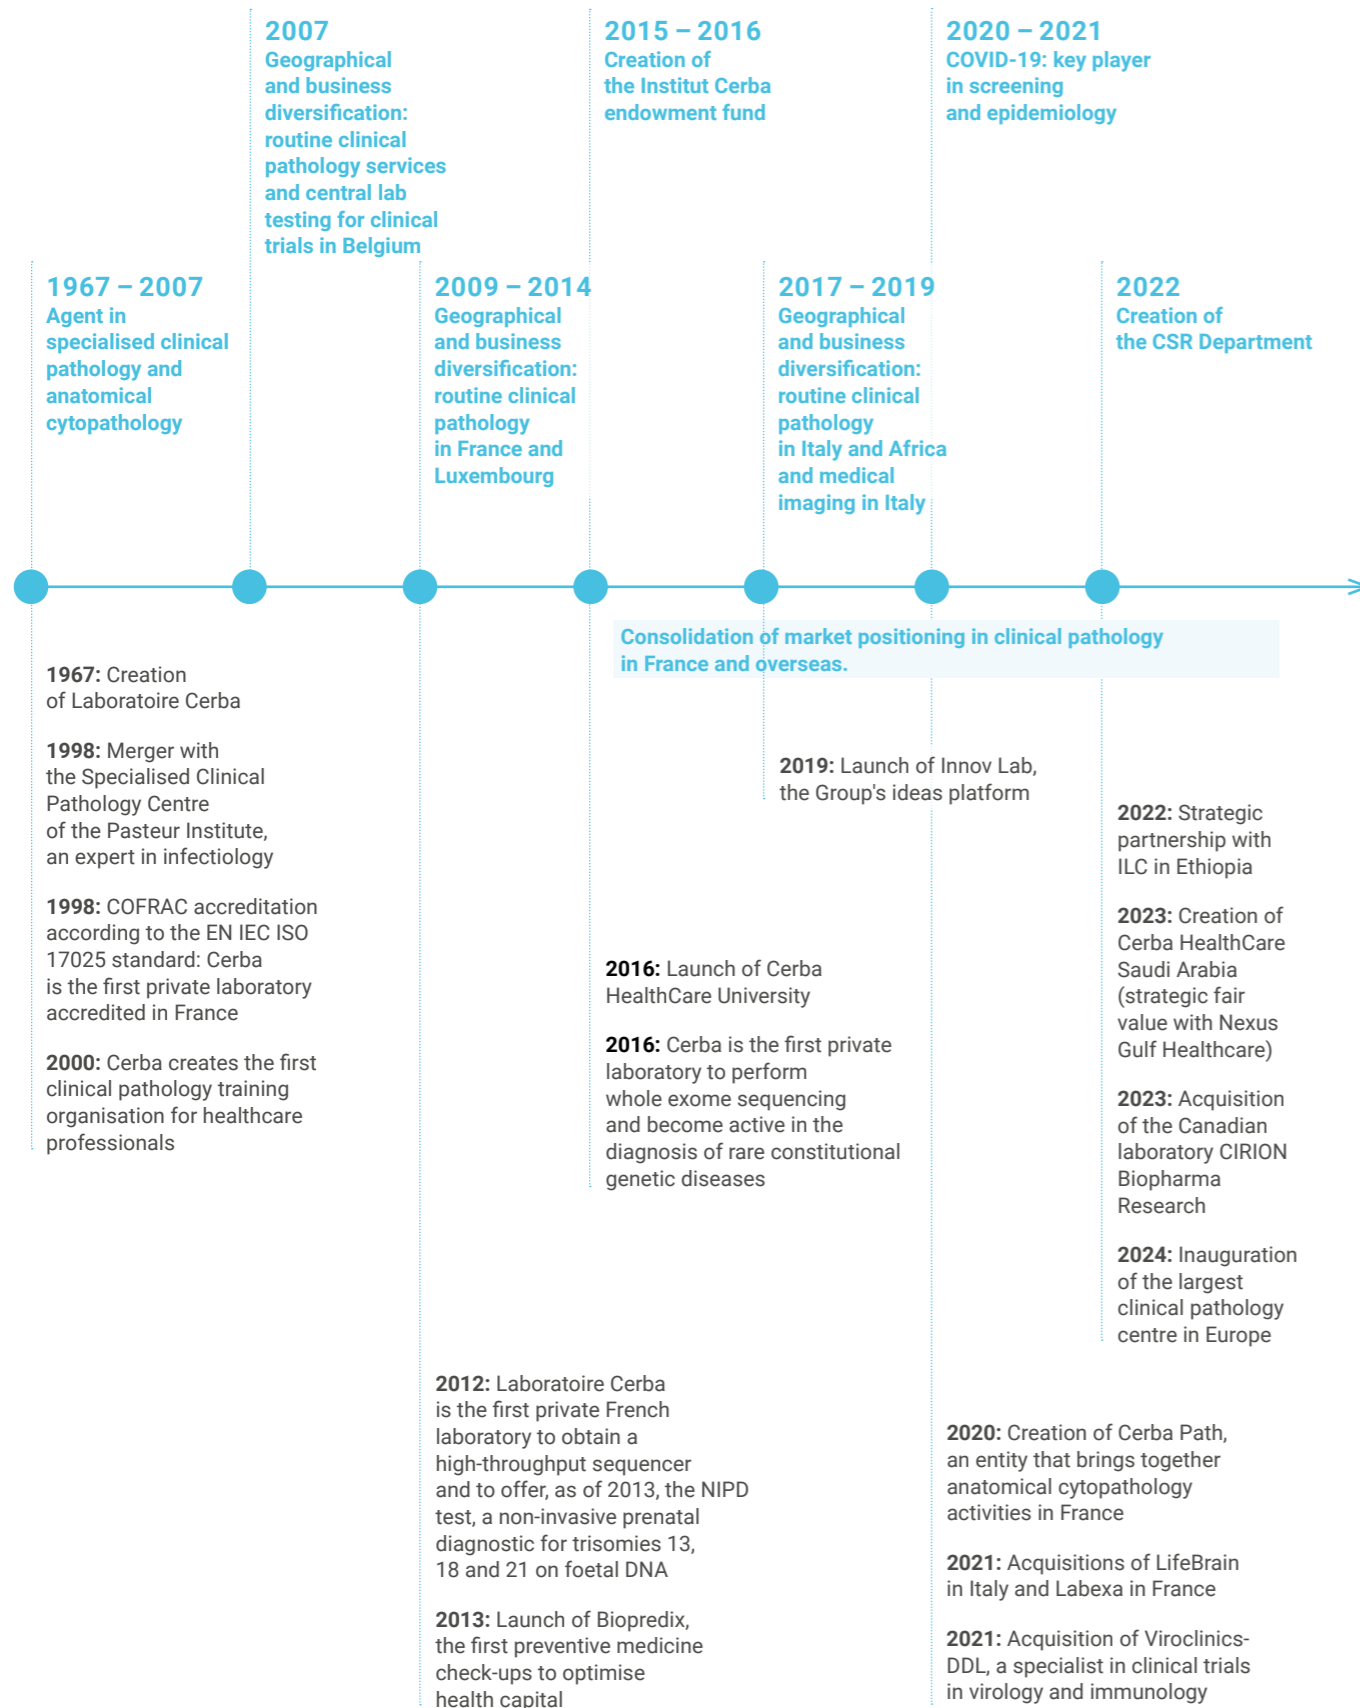 2007
Geographical
and business
diversification:
routine clinical
pathology services
and central lab
testing for clinical
trials in Belgium
2015 – 2016
Creation of
the Institut Cerba
endowment fund
2020 – 2021
COVID-19: key player
in screening
and epidemiology
1967 – 2007
Agent in
specialised clinical
pathology and
anatomical
cytopathology
2009 – 2014
Geographical
and business
diversification:
routine clinical
pathology
in France and
Luxembourg
2017 – 2019
Geographical
and business
diversification:
routine clinical
pathology
in Italy and Africa
and medical
imaging in Italy
2022
Creation of
the CSR Department
Consolidation of market positioning in clinical pathology
in France and overseas.
1967: Creation
of Laboratoire Cerba
1998: Merger with
the Specialised Clinical
Pathology Centre
of the Pasteur Institute,
an expert in infectiology
1998: COFRAC accreditation
according to the EN IEC ISO
17025 standard: Cerba
is the first private laboratory
accredited in France
2000: Cerba creates the first
clinical pathology training
organisation for healthcare
professionals
2012: Laboratoire Cerba
is the first private French
laboratory to obtain a
high-throughput sequencer
and to offer, as of 2013, the NIPD
test, a non-invasive prenatal
diagnostic for trisomies 13,
18 and 21 on foetal DNA
2013: Launch of Biopredix,
the first preventive medicine
check-ups to optimise
health capital
2016: Launch of Cerba
HealthCare University
2016: Cerba is the first private
laboratory to perform
whole exome sequencing
and become active in the
diagnosis of rare constitutional
genetic diseases
2019: Launch of Innov Lab,
the Group's ideas platform
2020: Creation of Cerba Path,
an entity that brings together
anatomical cytopathology
activities in France
2021: Acquisitions of LifeBrain
in Italy and Labexa in France
2021: Acquisition of Viroclinics-
DDL, a specialist in clinical trials
in virology and immunology
2022: Strategic
partnership with
ILC in Ethiopia
2023: Creation of
Cerba HealthCare
Saudi Arabia
(strategic fair
value with Nexus
Gulf Healthcare)
2023: Acquisition
of the Canadian
laboratory CIRION
Biopharma
Research
2024: Inauguration
of the largest
clinical pathology
centre in Europe